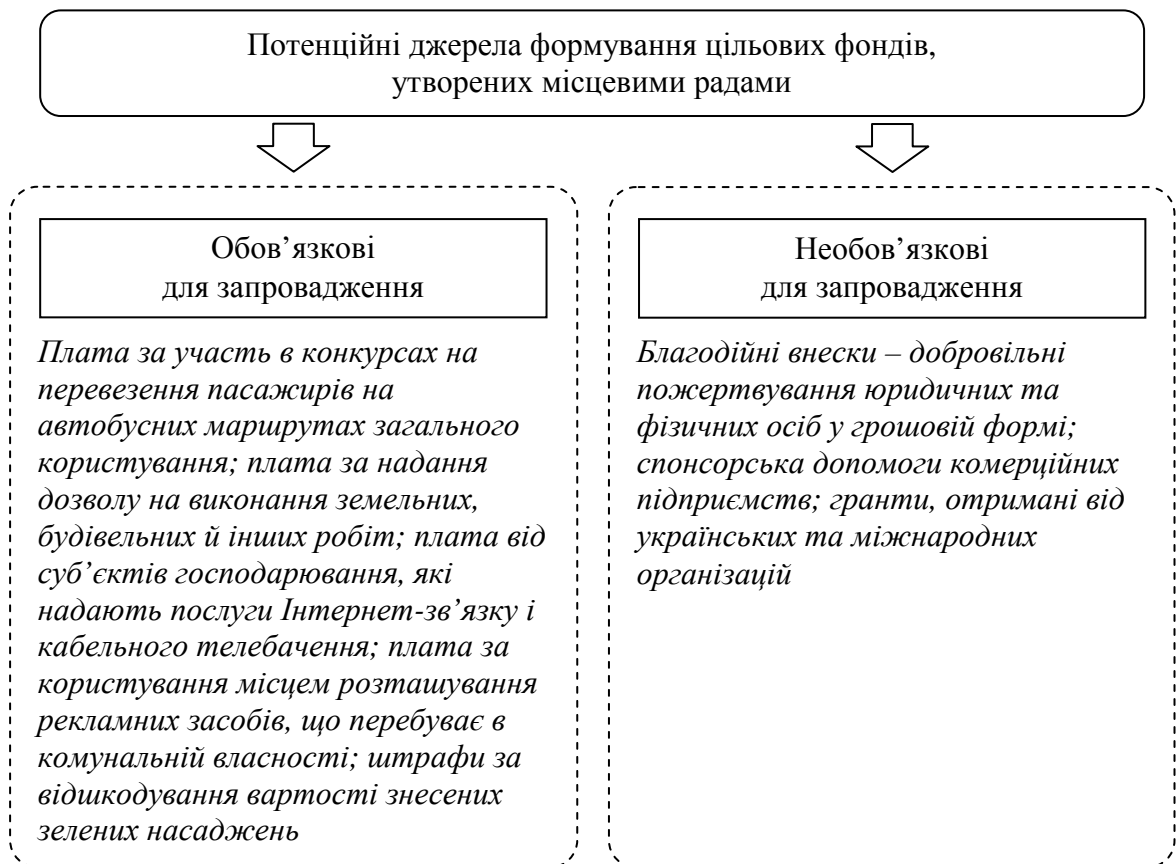 Потенційні джерела формування цільових фондів,
утворених місцевими радами
Обов’язкові
для запровадження
Плата за участь в конкурсах на
перевезення пасажирів на
автобусних маршрутах загального
користування; плата за надання
дозволу на виконання земельних,
будівельних й інших робіт; плата від
суб’єктів господарювання, які
надають послуги Інтернет-зв’язку і
кабельного телебачення; плата за
користування місцем розташування
рекламних засобів, що перебуває в
комунальній власності; штрафи за
відшкодування вартості знесених
зелених насаджень
Необов’язкові
для запровадження
Благодійні внески – добровільні
пожертвування юридичних та
фізичних осіб у грошовій формі;
спонсорська допомоги комерційних
підприємств; гранти, отримані від
українських та міжнародних
організацій